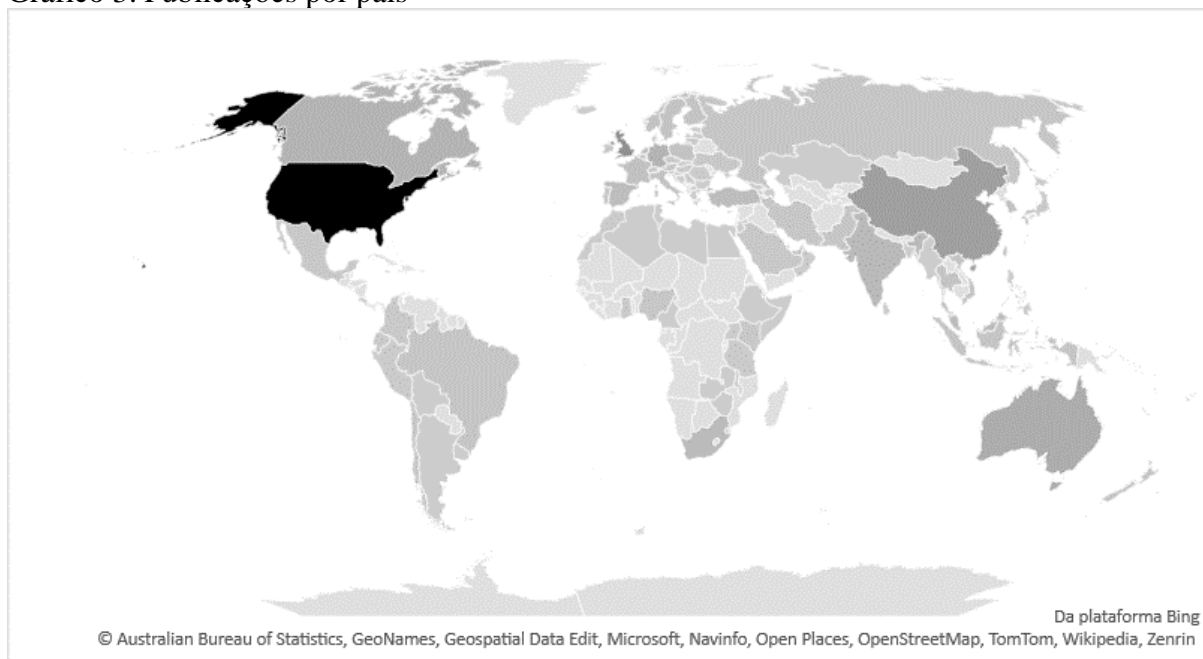 Gráfico 3: Publicações por país
Da plataforma Bing
© Australian Bureau of Statistics, GeoNames, Geospatial Data Edit, Microsoft, Navinfo, Open Places, OpenStreetMap, TomTom, Wikipedia, Zenrin